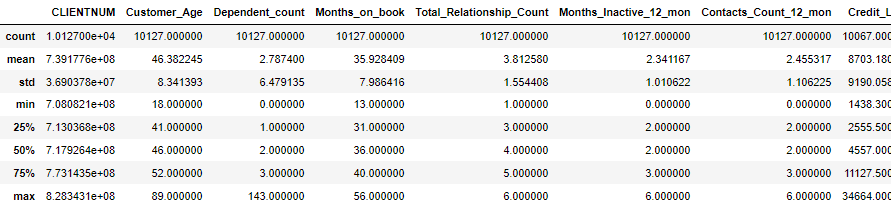 CLIENTNUM Customer_Age Dependent_count Months_on_book Total_Relationship_Count Months_Inactive_12_mon Contacts_Count_12_mon Credit_L
count 1.012700e+04 10127.000000 10127.000000 10127.000000 10127.000000 10127.000000 10127.000000 10067.000
mean 7.391776e+08 46.382245 2.787400 35.928409 3.812580 2.341167 2.455317 8703.180
std 3.690378e+07 8.341393 6.479135 7.986416 1.554408 1.010622 1.106225 9190.058
min 7.080821e+08 18.000000 0.000000 13.000000 1.000000 0.000000 0.000000 1438.300
25% 7.130368e+08 41.000000 1.000000 31.000000 3.000000 2.000000 2.000000 2555.500
50% 7.179264e+08 46.000000 2.000000 36.000000 4.000000 2.000000 2.000000 4557.000
75% 7.731435e+08 52.000000 3.000000 40.000000 5.000000 3.000000 3.000000 11127.500
max 8.283431e+08 89.000000 143.000000 56.000000 6.000000 6.000000 6.000000 34664.000